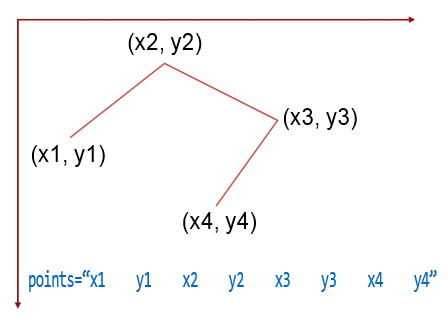 (x2, y2)
(x3, y3)
(x1, y1)
(x4, y4)
points=“x1 y1 x2 y2 x3 y3 x4 y4”